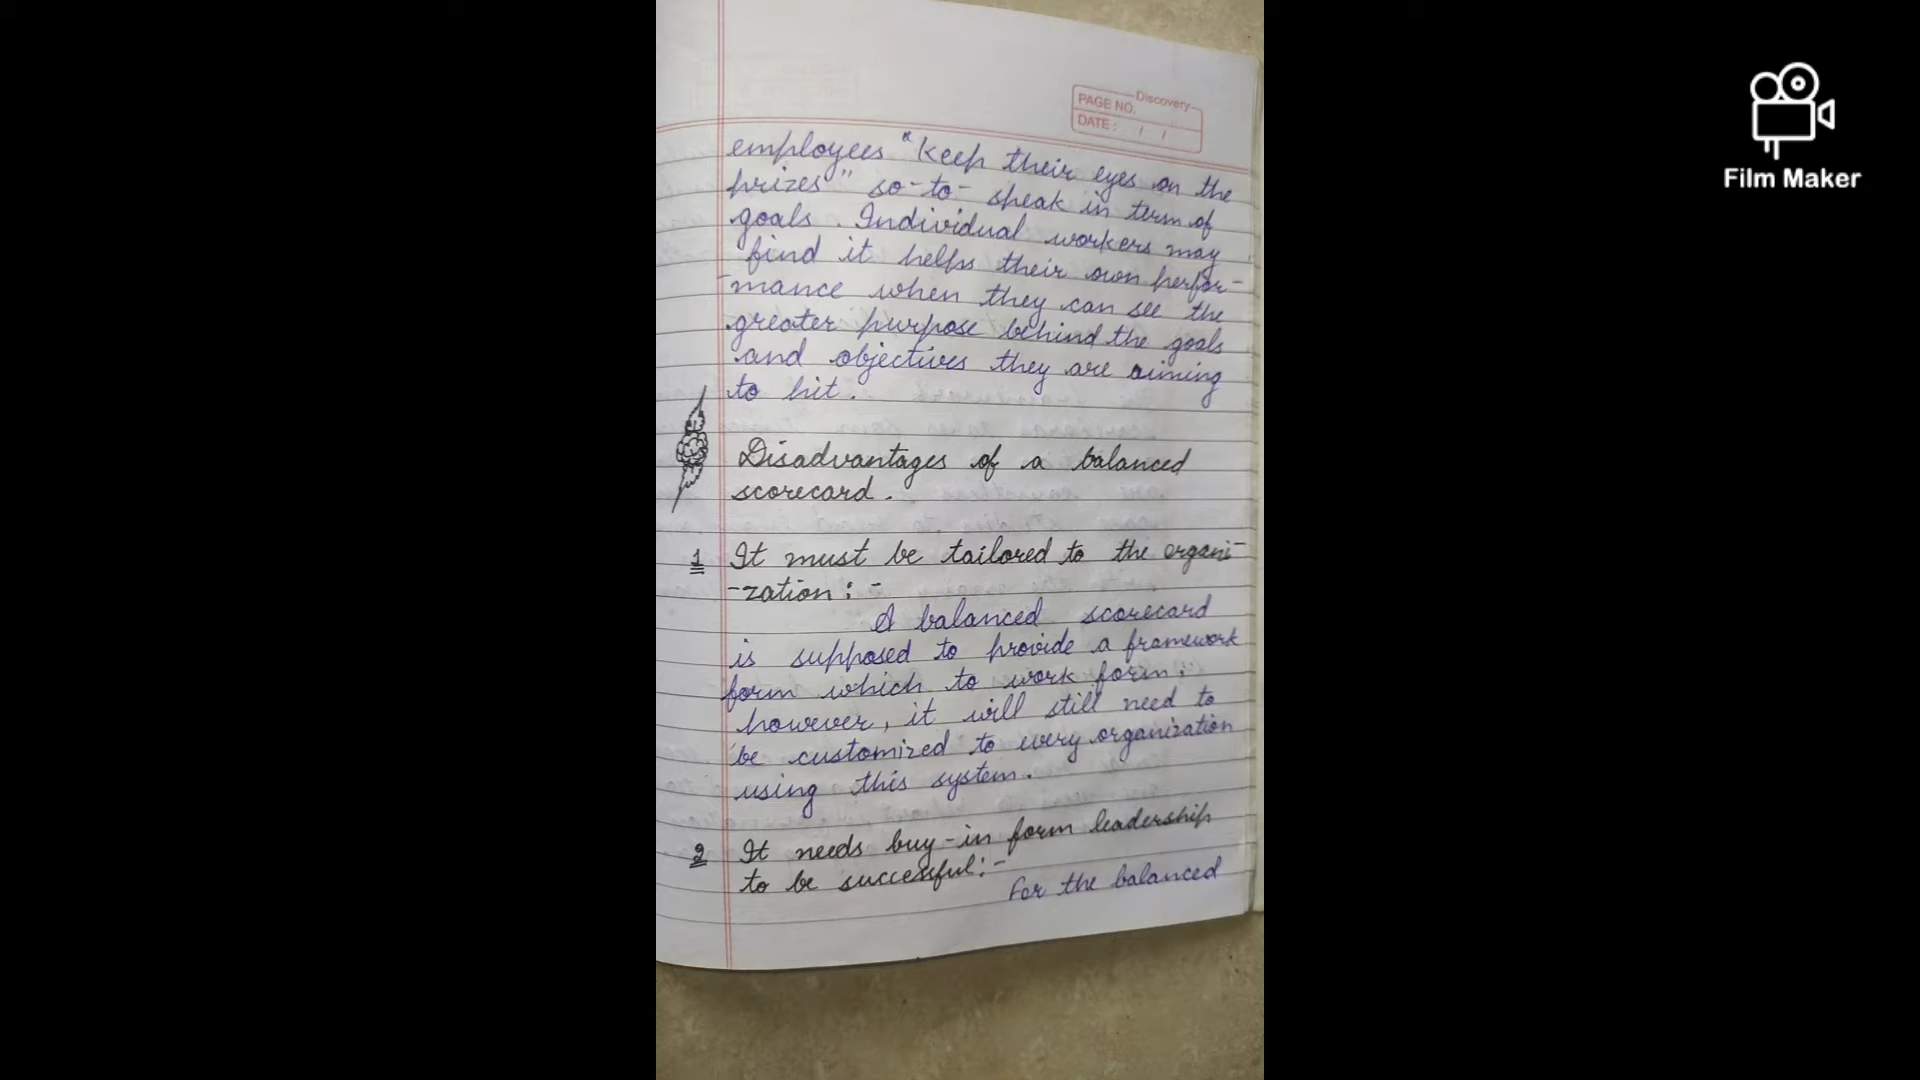 Discovery
PAGE NO.
DATE : / /
employees "keep their eyes on the
prizes" so-to-speak in term of
goals. Individual workers may
find it helps their own perfor-
-mance when they can see the
greater purpose behind the goals
and objectives they are aiming
to hit.
Disadvantages of a balanced
scorecard.
1 It must be tailored to the organi-
-zation :-
A balanced scorecard
is supposed to provide a framework
form which to work form;
however, it will still need to
be customized to every organization
using this system.
2 It needs buy-in form leadership
to be successful:-
For the balanced
Film Maker